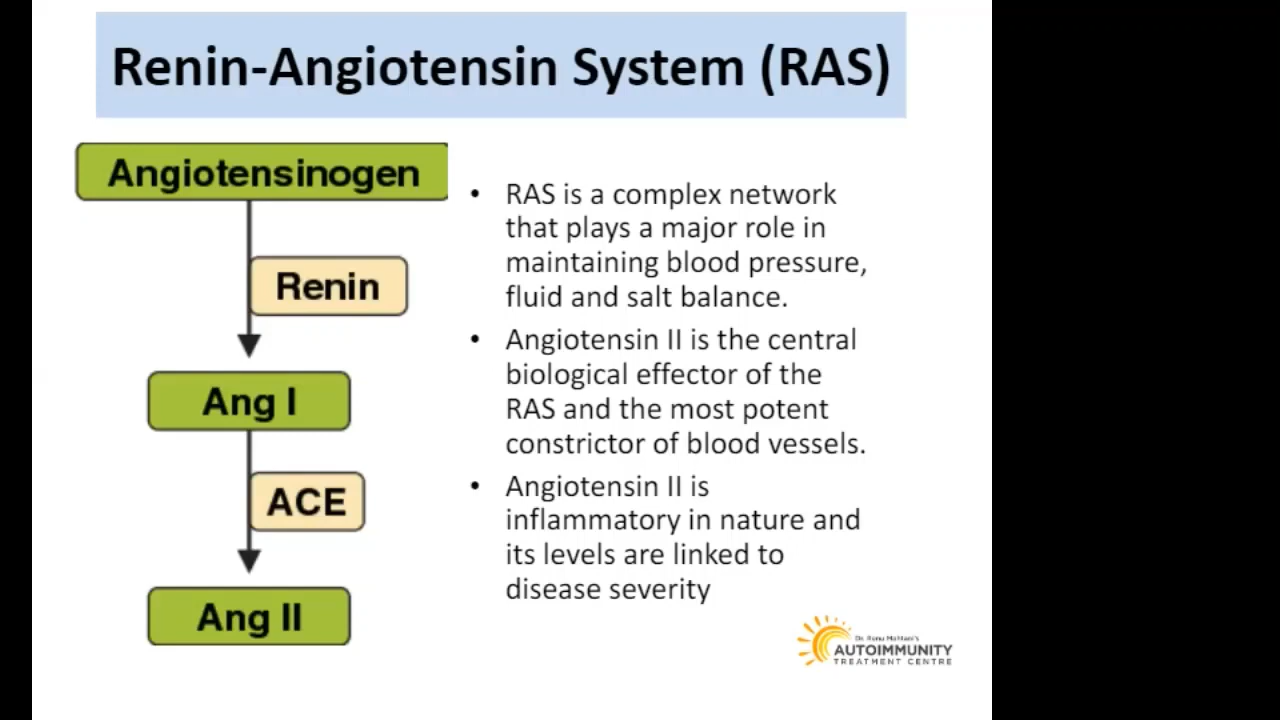 Renin-Angiotensin System (RAS)
Angiotensinogen
Renin
Ang I
ACE
Ang II
• RAS is a complex network
that plays a major role in
maintaining blood pressure,
fluid and salt balance.
• Angiotensin II is the central
biological effector of the
RAS and the most potent
constrictor of blood vessels.
• Angiotensin II is
inflammatory in nature and
its levels are linked to
disease severity
Dr. Renu Mahtani's
AUTOIMMUNITY
TREATMENT CENTRE